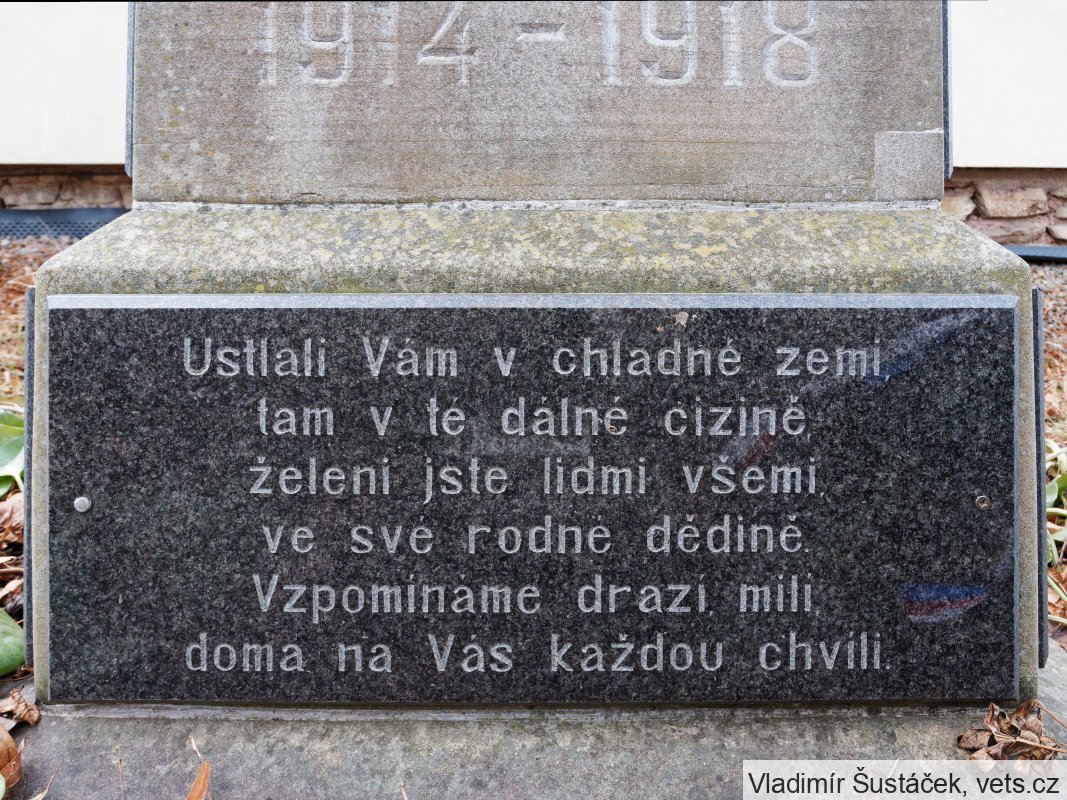 1914-1918
Ustlali Vám v chladné zemi,
tam v té dálné cizině,
želeni jste lidmi všemi,
ve své rodné dědině.
Vzpomínáme drazí, milí,
doma na Vás každou chvíli.
Vladimír Šustáček, vets.cz